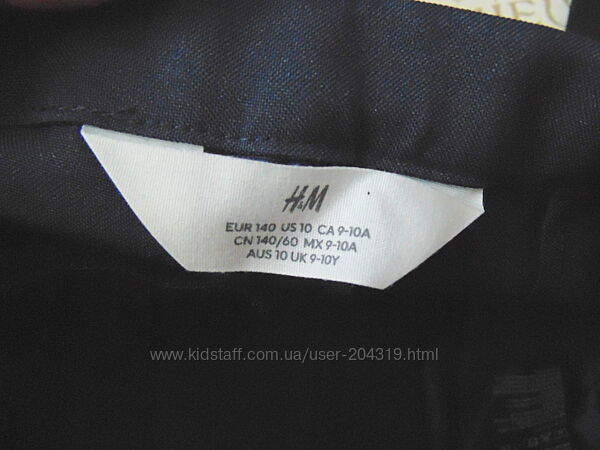 H&M
EUR 140 US 10 CA 9-10A
CN 140/60 MX 9-10A
AUS 10 UK 9-10Y
www.kidstaff.com.ua/user-204319.html